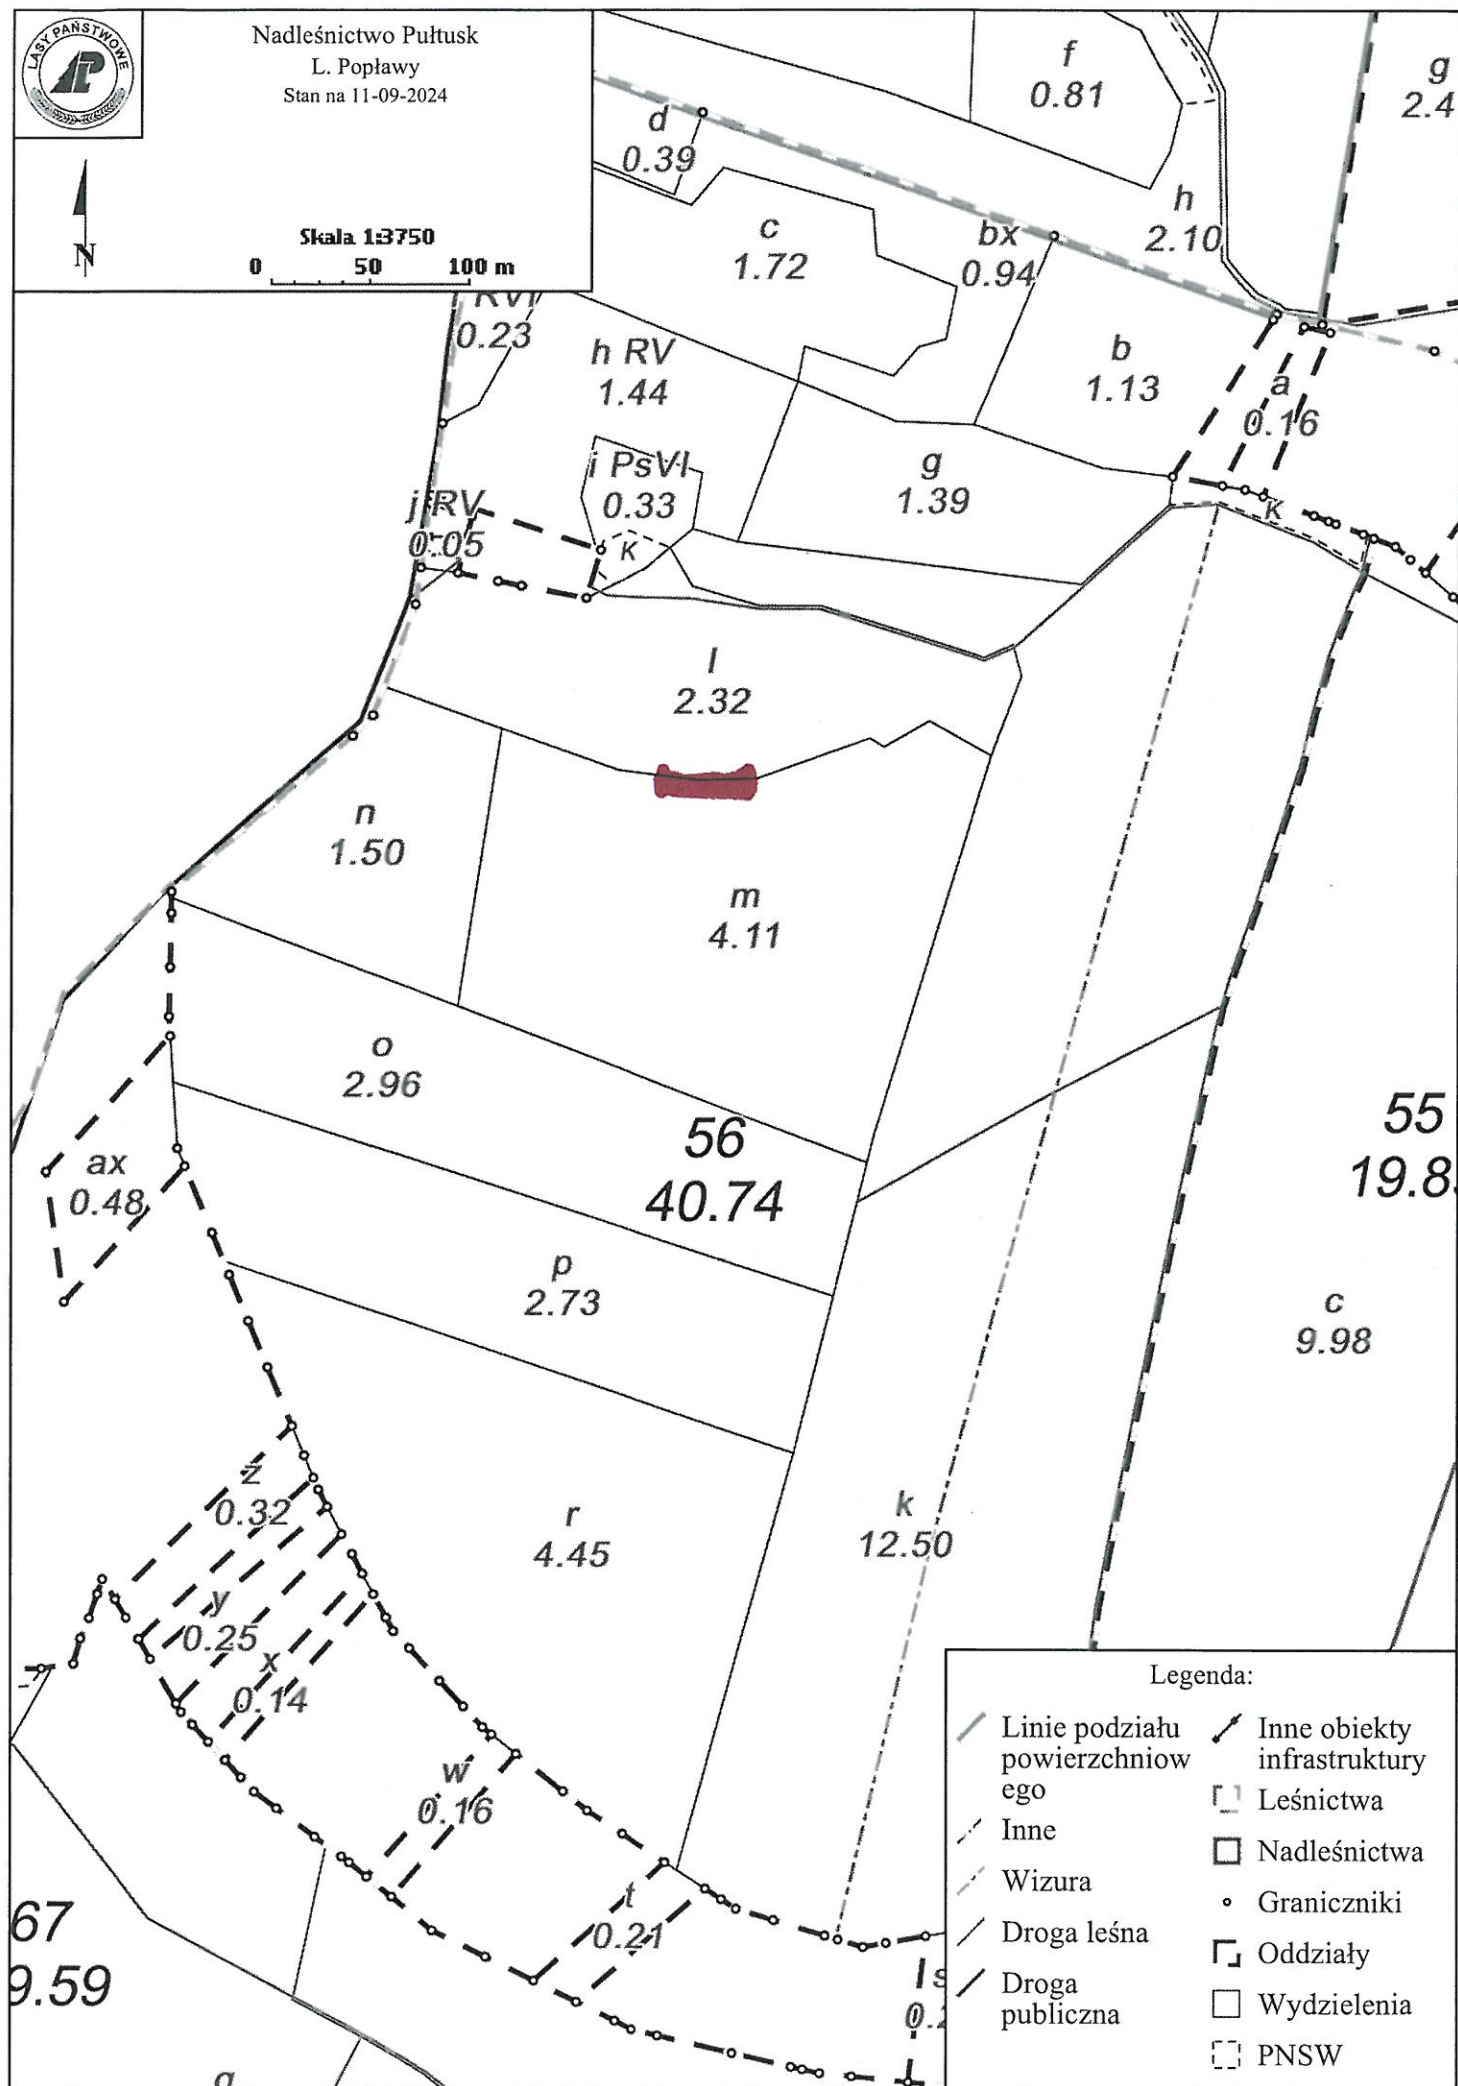 LASY PAŃSTWOWE
Nadleśnictwo Pułtusk
L. Popławy
Stan na 11-09-2024
N
Skala 1:3750
0 50 100 m
f
0.81
g
2.4
d
0.39
h
2.10
c
1.72
bx
0.94
RVI
0.23
h RV
1.44
b
1.13
a
0.16
i PsVI
0.33
g
1.39
j RV
0.05
K
K
l
2.32
n
1.50
m
4.11
o
2.96
56
40.74
55
19.8
ax
0.48
p
2.73
c
9.98
z
0.32
r
4.45
k
12.50
y
0.25
x
0.14
w
0.16
t
0.21
s
67
9.59
Legenda:
Linie podziału
powierzchniow
ego
Inne
Wizura
Droga leśna
Droga
publiczna
Inne obiekty
infrastruktury
Leśnictwa
Nadleśnictwa
Graniczniki
Oddziały
Wydzielenia
PNSW